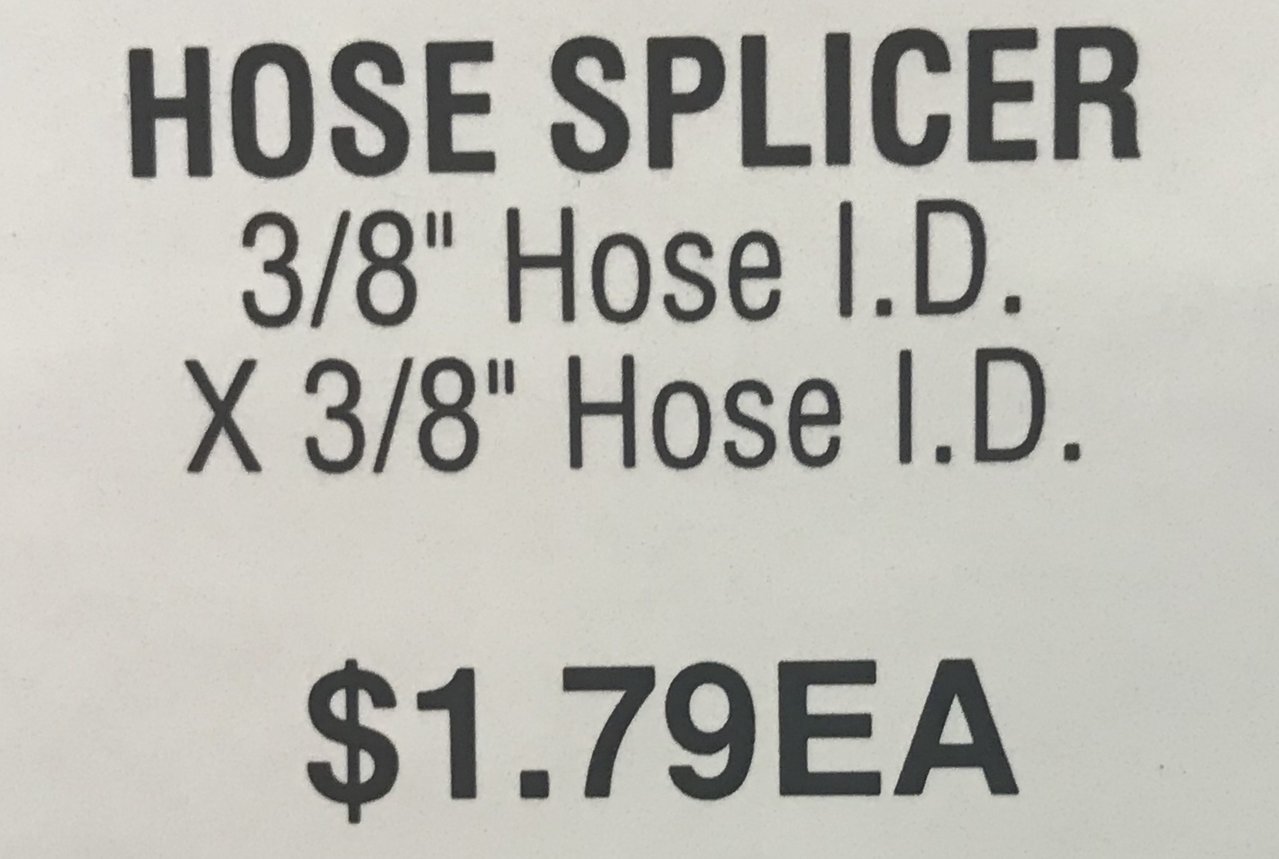 HOSE SPLICER
3/8" Hose I.D.
X 3/8" Hose I.D.
$1.79EA